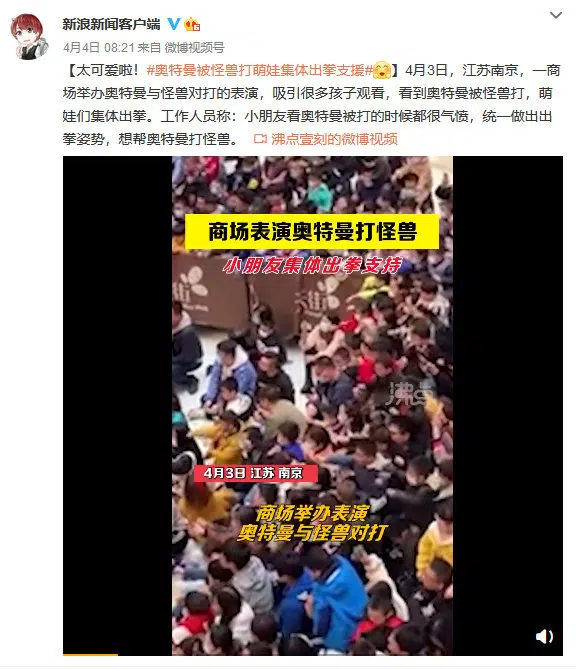 新浪新闻客户端
4月4日 08:21 来自 微博视频号
【太可爱啦！#奥特曼被怪兽打萌娃集体出拳支援#】4月3日，江苏南京，一商
场举办奥特曼与怪兽对打的表演，吸引很多孩子观看，看到奥特曼被怪兽打，萌
娃们集体出拳。工作人员称：小朋友看奥特曼被打的时候都很气愤，统一做出出
拳姿势，想帮奥特曼打怪兽。 沸点壹刻的微博视频
商场表演奥特曼打怪兽
小朋友集体出拳支持
街
沸点
4月3日 江苏 南京
商场举办表演
奥特曼与怪兽对打